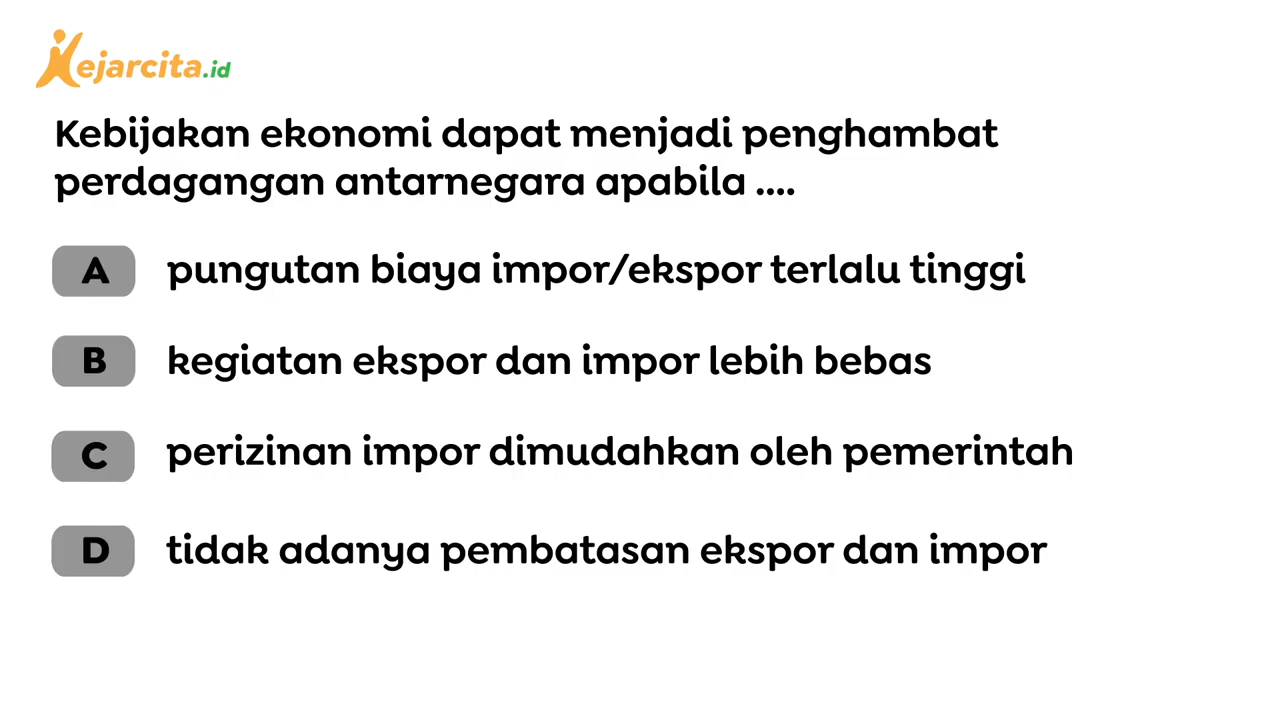 Kejarcita.id
Kebijakan ekonomi dapat menjadi penghambat
perdagangan antarnegara apabila ....
A pungutan biaya impor/ekspor terlalu tinggi
B kegiatan ekspor dan impor lebih bebas
C perizinan impor dimudahkan oleh pemerintah
D tidak adanya pembatasan ekspor dan impor